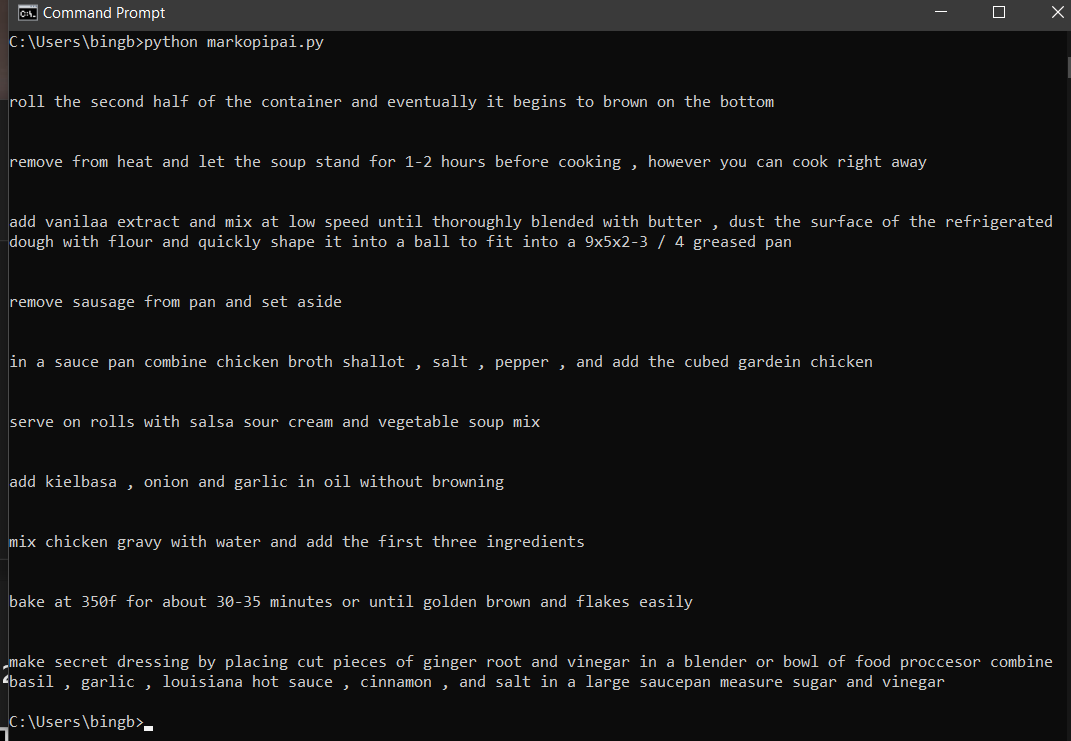 Command Prompt
C:\Users\bingb>python markopipai.py
roll the second half of the container and eventually it begins to brown on the bottom
remove from heat and let the soup stand for 1-2 hours before cooking , however you can cook right away
add vanilaa extract and mix at low speed until thoroughly blended with butter , dust the surface of the refrigerated
dough with flour and quickly shape it into a ball to fit into a 9x5x2-3 / 4 greased pan
remove sausage from pan and set aside
in a sauce pan combine chicken broth shallot , salt , pepper , and add the cubed gardein chicken
serve on rolls with salsa sour cream and vegetable soup mix
add kielbasa , onion and garlic in oil without browning
mix chicken gravy with water and add the first three ingredients
bake at 350f for about 30-35 minutes or until golden brown and flakes easily
make secret dressing by placing cut pieces of ginger root and vinegar in a blender or bowl of food proccesor combine
basil , garlic , louisiana hot sauce , cinnamon , and salt in a large saucepan measure sugar and vinegar
C:\Users\bingb>